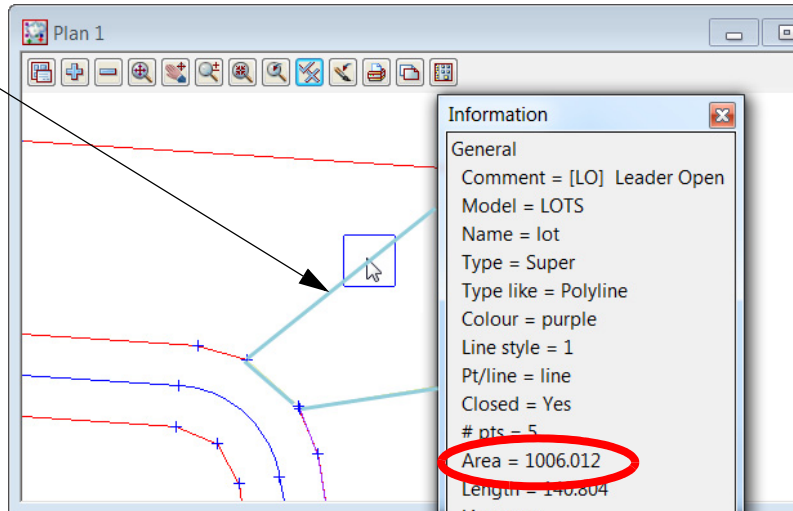 Plan 1
Information
General
Comment = [LO] Leader Open
Model = LOTS
Name = lot
Type = Super
Type like = Polyline
Colour = purple
Line style = 1
Pt/line = line
Closed = Yes
# pts = 5
Area = 1006.012
Length = 140.804